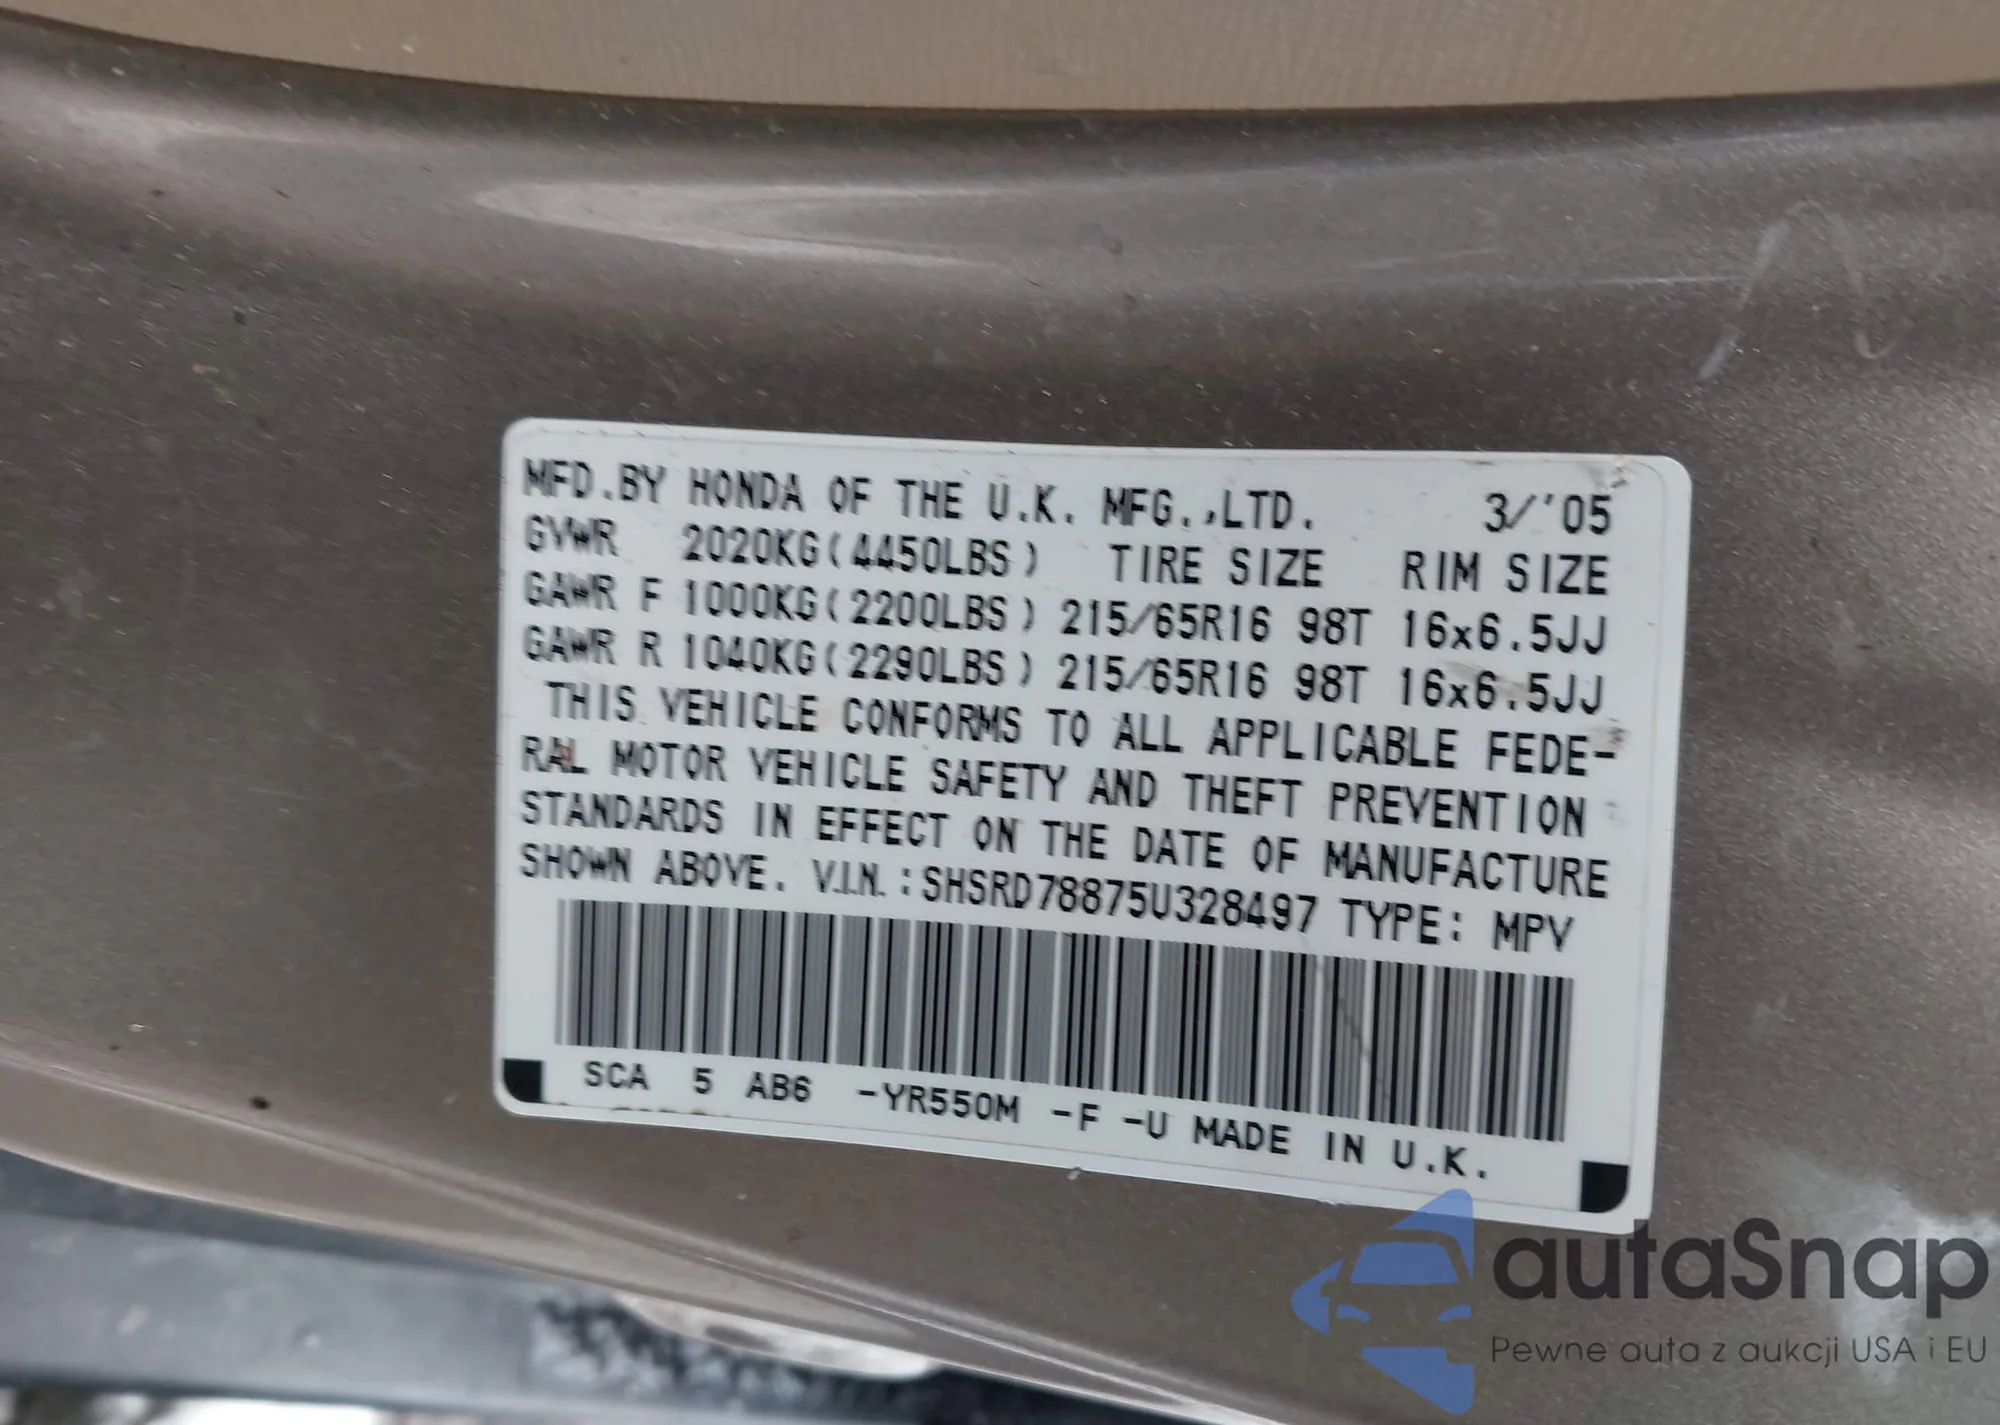 MFD.BY HONDA OF THE U.K. MFG.,LTD. 3/'05
GVWR 2020KG(4450LBS) TIRE SIZE RIM SIZE
GAWR F 1000KG(2200LBS) 215/65R16 98T 16x6.5JJ
GAWR R 1040KG(2290LBS) 215/65R16 98T 16x6.5JJ
THIS VEHICLE CONFORMS TO ALL APPLICABLE FEDE-
RAL MOTOR VEHICLE SAFETY AND THEFT PREVENTION
STANDARDS IN EFFECT ON THE DATE OF MANUFACTURE
SHOWN ABOVE. V.I.N.:SHSRD78875U328497 TYPE: MPV
SCA 5 AB6 -YR550M -F -U MADE IN U.K.
autaSnap
Pewne auta z aukcji USA i EU